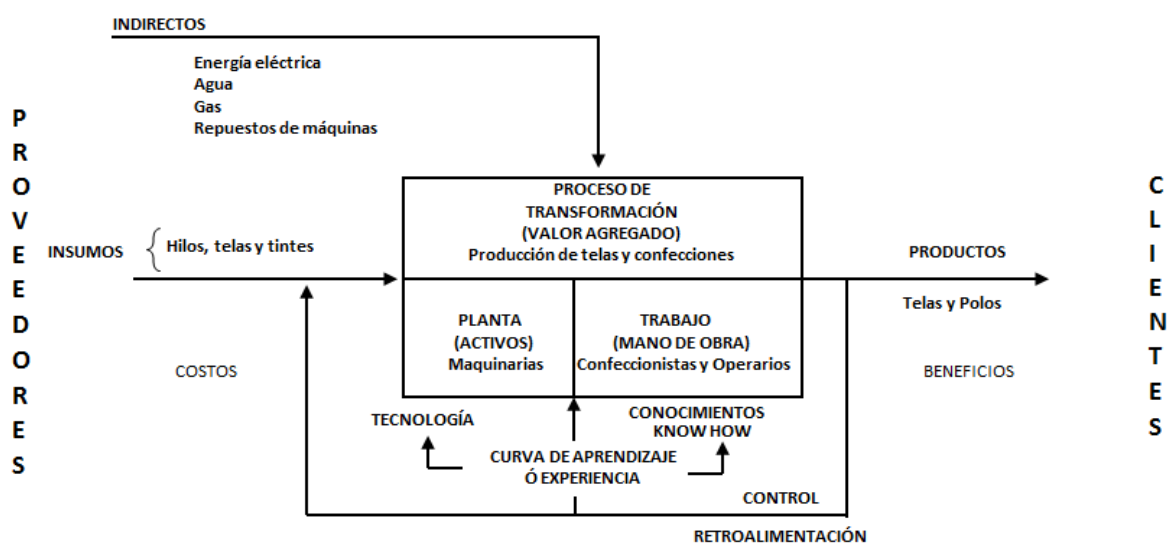 INDIRECTOS
Energía eléctrica
Agua
Gas
Repuestos de máquinas
PROVEEDORES
INSUMOS
Hilos, telas y tintes
COSTOS
PROCESO DE
TRANSFORMACIÓN
(VALOR AGREGADO)
Producción de telas y confecciones
PLANTA
(ACTIVOS)
Maquinarias
TRABAJO
(MANO DE OBRA)
Confeccionistas y Operarios
TECNOLOGÍA
CONOCIMIENTOS
KNOW HOW
CURVA DE APRENDIZAJE
Ó EXPERIENCIA
CONTROL
RETROALIMENTACIÓN
PRODUCTOS
Telas y Polos
BENEFICIOS
CLIENTES